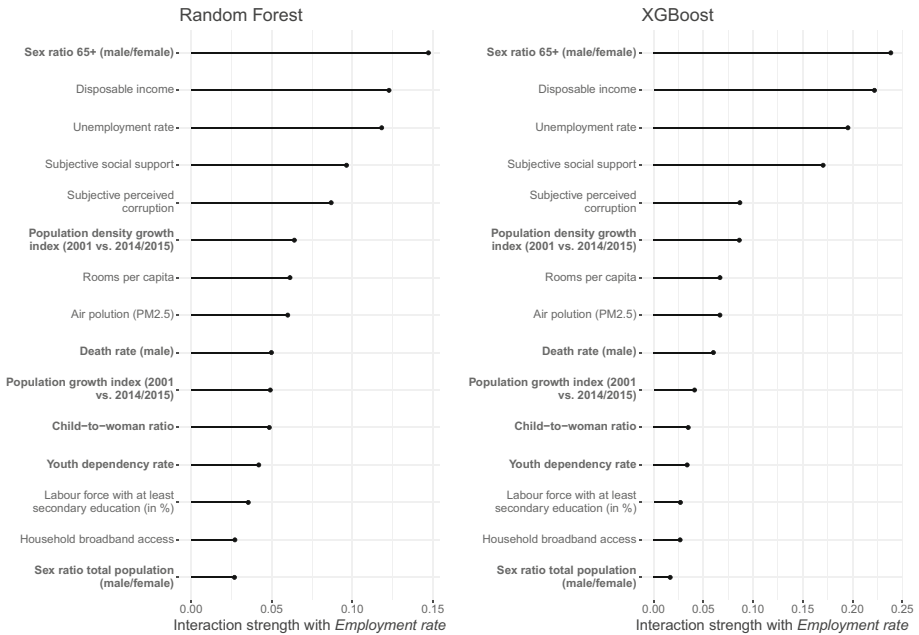 Random Forest
Sex ratio 65+ (male/female)
Disposable income
Unemployment rate
Subjective social support
Subjective perceived
corruption
Population density growth
index (2001 vs. 2014/2015)
Rooms per capita
Air polution (PM2.5)
Death rate (male)
Population growth index (2001
vs. 2014/2015)
Child−to−woman ratio
Youth dependency rate
Labour force with at least
secondary education (in %)
Household broadband access
Sex ratio total population
(male/female)
0.00 0.05 0.10 0.15
Interaction strength with Employment rate
XGBoost
Sex ratio 65+ (male/female)
Disposable income
Unemployment rate
Subjective social support
Subjective perceived
corruption
Population density growth
index (2001 vs. 2014/2015)
Rooms per capita
Air polution (PM2.5)
Death rate (male)
Population growth index (2001
vs. 2014/2015)
Child−to−woman ratio
Youth dependency rate
Labour force with at least
secondary education (in %)
Household broadband access
Sex ratio total population
(male/female)
0.00 0.05 0.10 0.15 0.20 0.25
Interaction strength with Employment rate